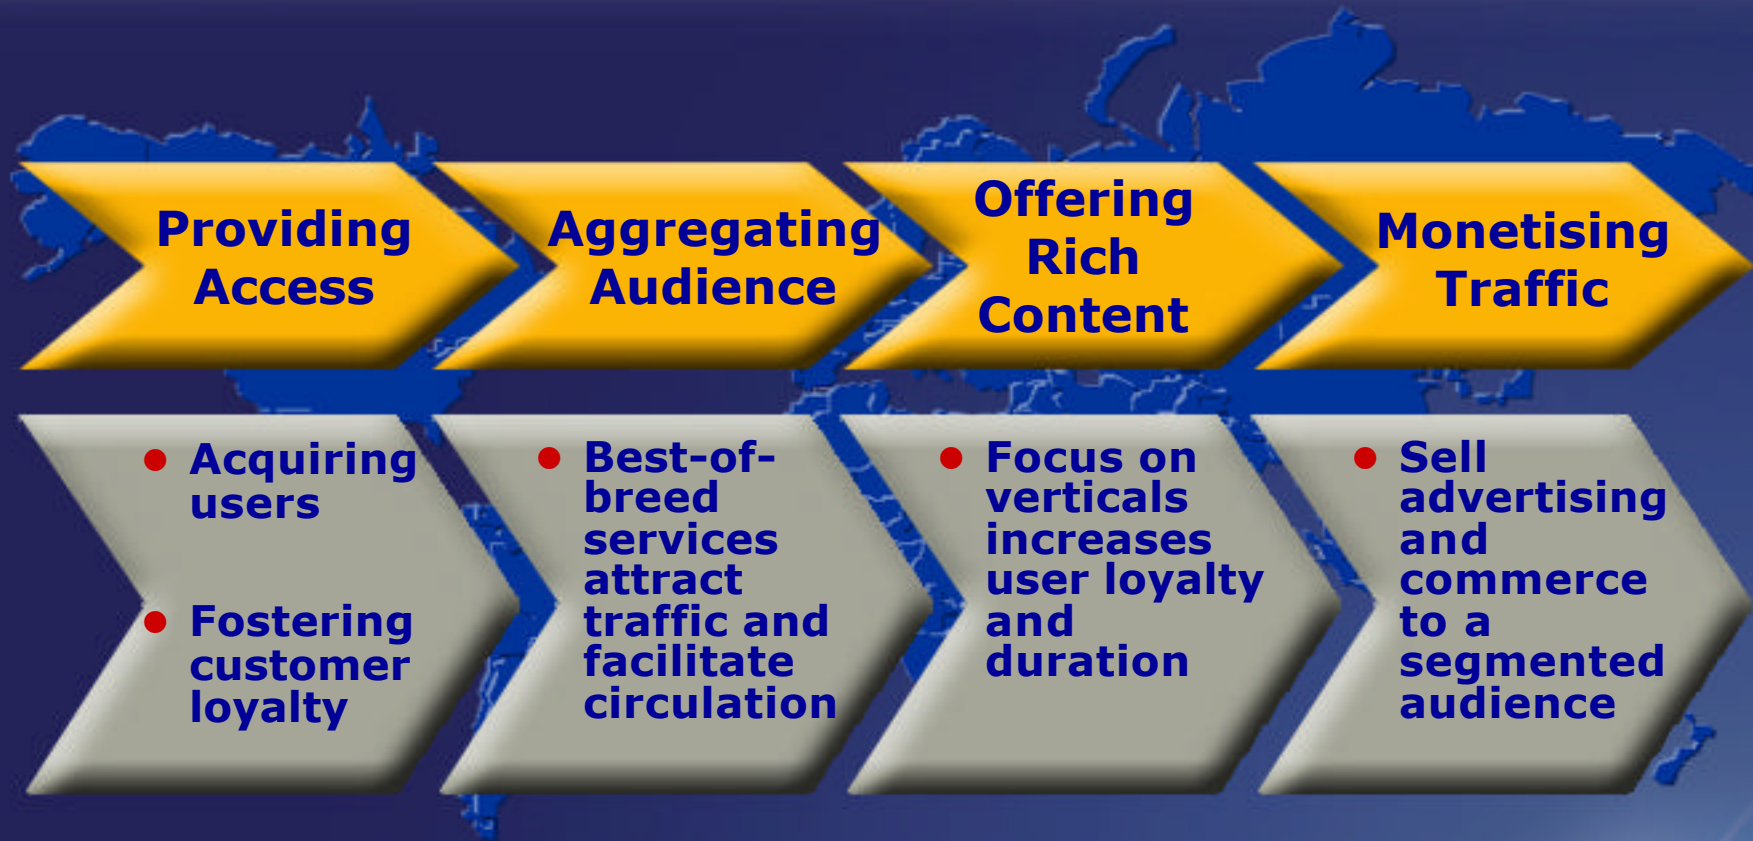 Providing
Access
Aggregating
Audience
Offering
Rich
Content
Monetising
Traffic
• Acquiring
users
• Fostering
customer
loyalty
• Best-of-
breed
services
attract
traffic and
facilitate
circulation
• Focus on
verticals
increases
user loyalty
and
duration
• Sell
advertising
and
commerce
to a
segmented
audience